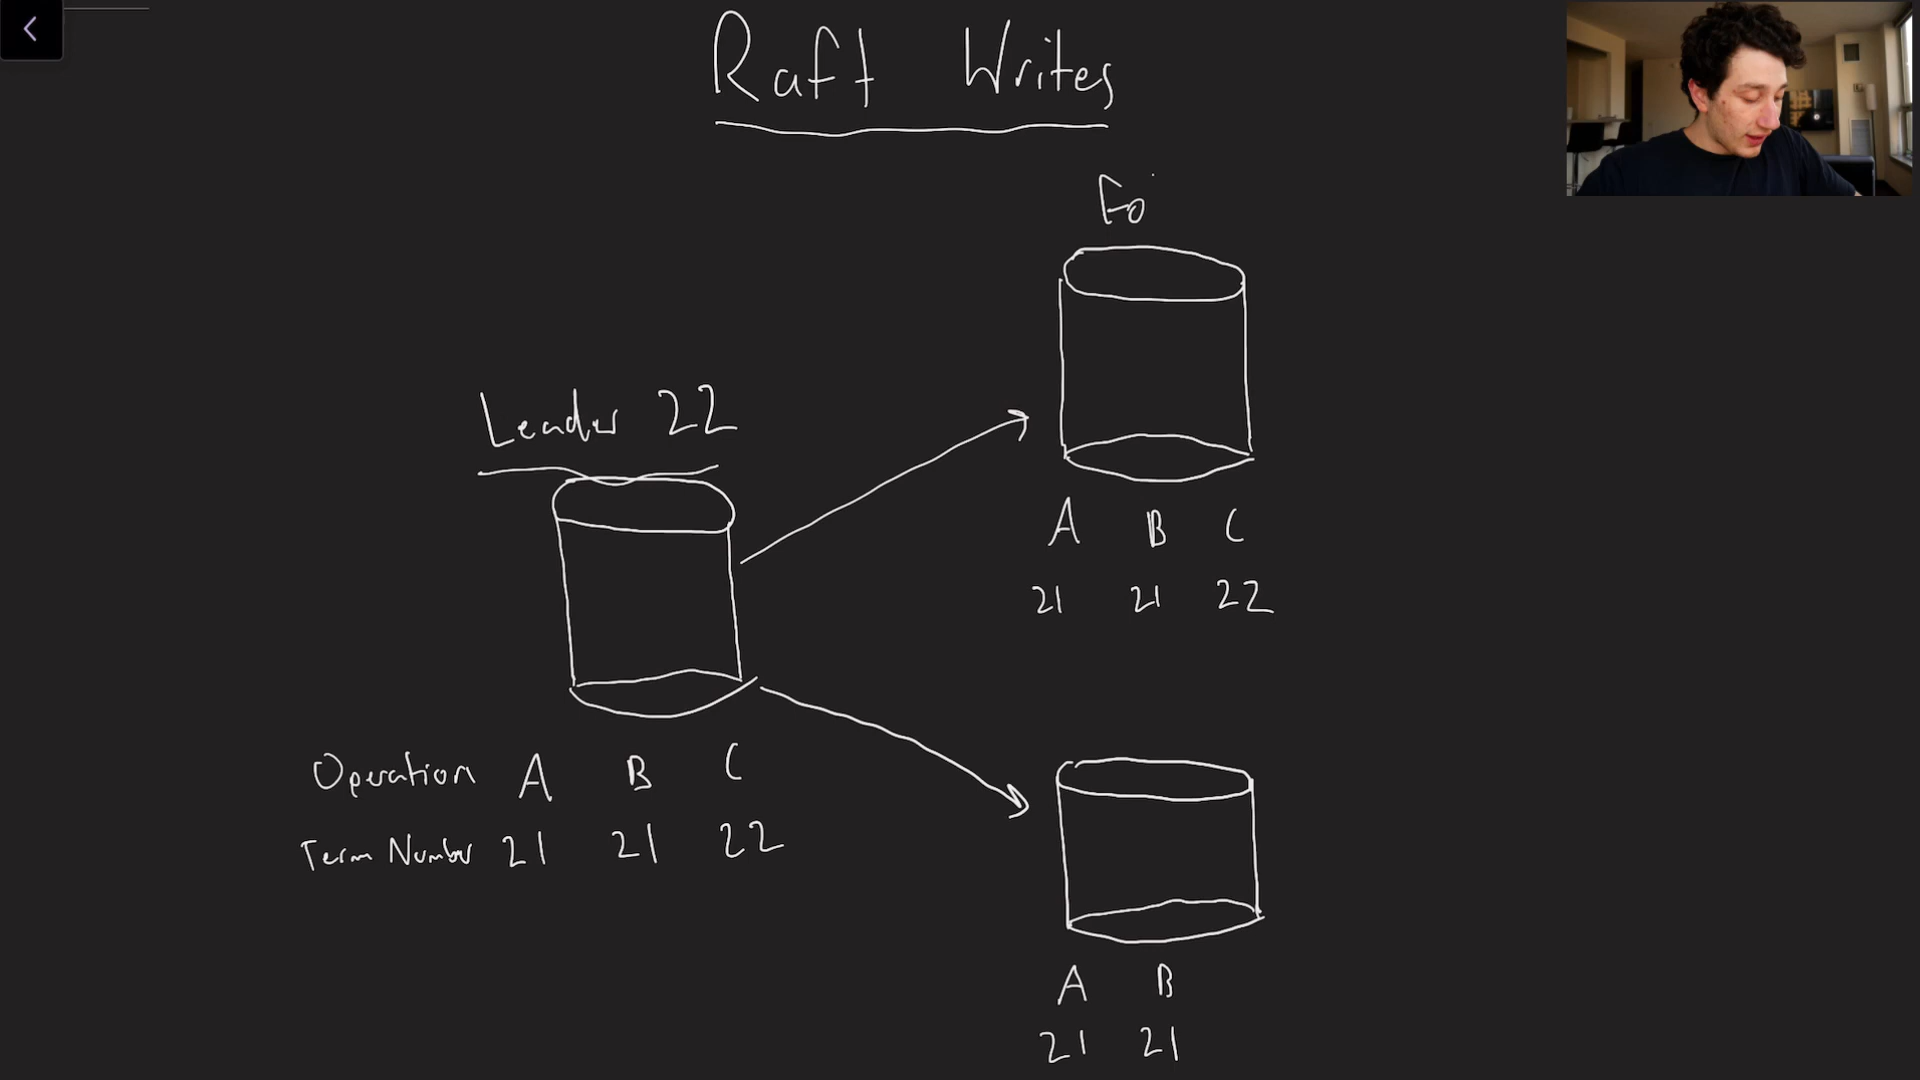 Raft Writes
Fo
Leader 22
A B C
21 21 22
Operation A B C
Term Number 21 21 22
A B
21 21